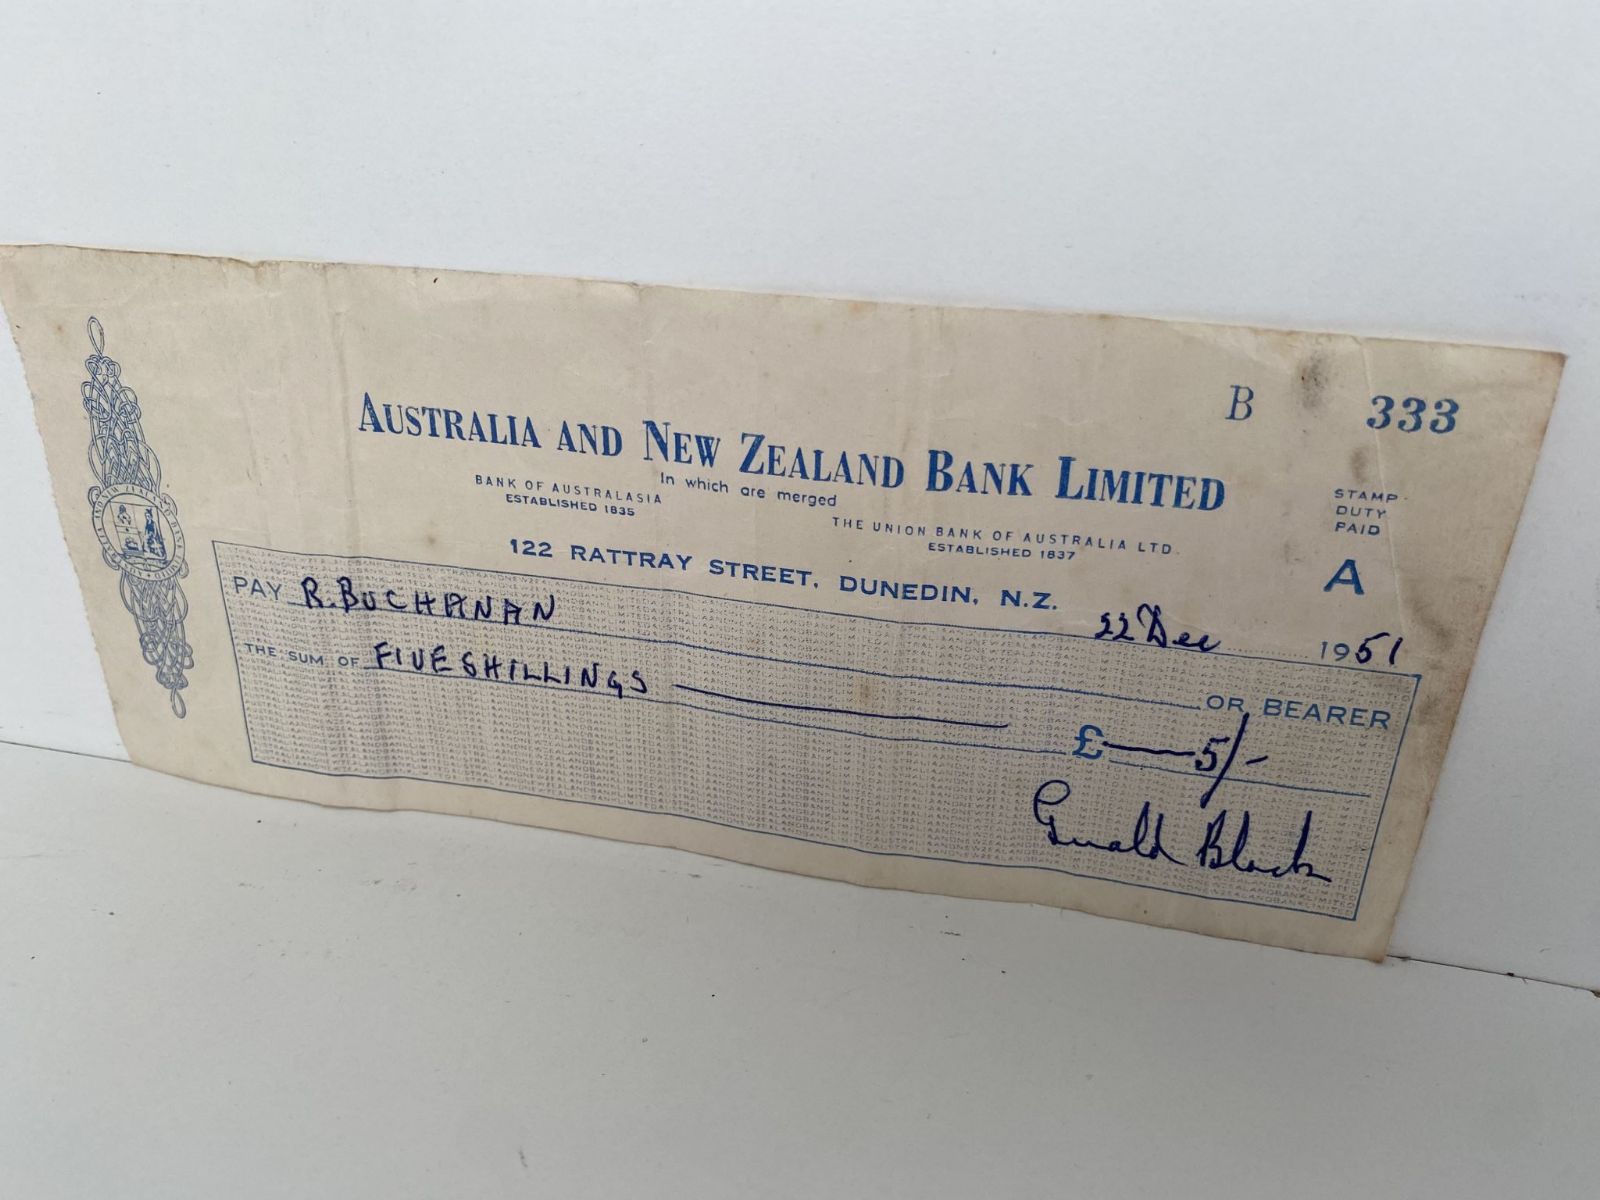 B 333
AUSTRALIA AND NEW ZEALAND BANK LIMITED
In which are merged
BANK OF AUSTRALASIA
ESTABLISHED 1835
THE UNION BANK OF AUSTRALIA LTD.
ESTABLISHED 1837
STAMP
DUTY
PAID
A
122 RATTRAY STREET, DUNEDIN, N.Z.
22 Dec 1951
PAY R. BUCHANAN OR BEARER
THE SUM OF FIVE SHILLINGS
£ 5/-
Gerald Black